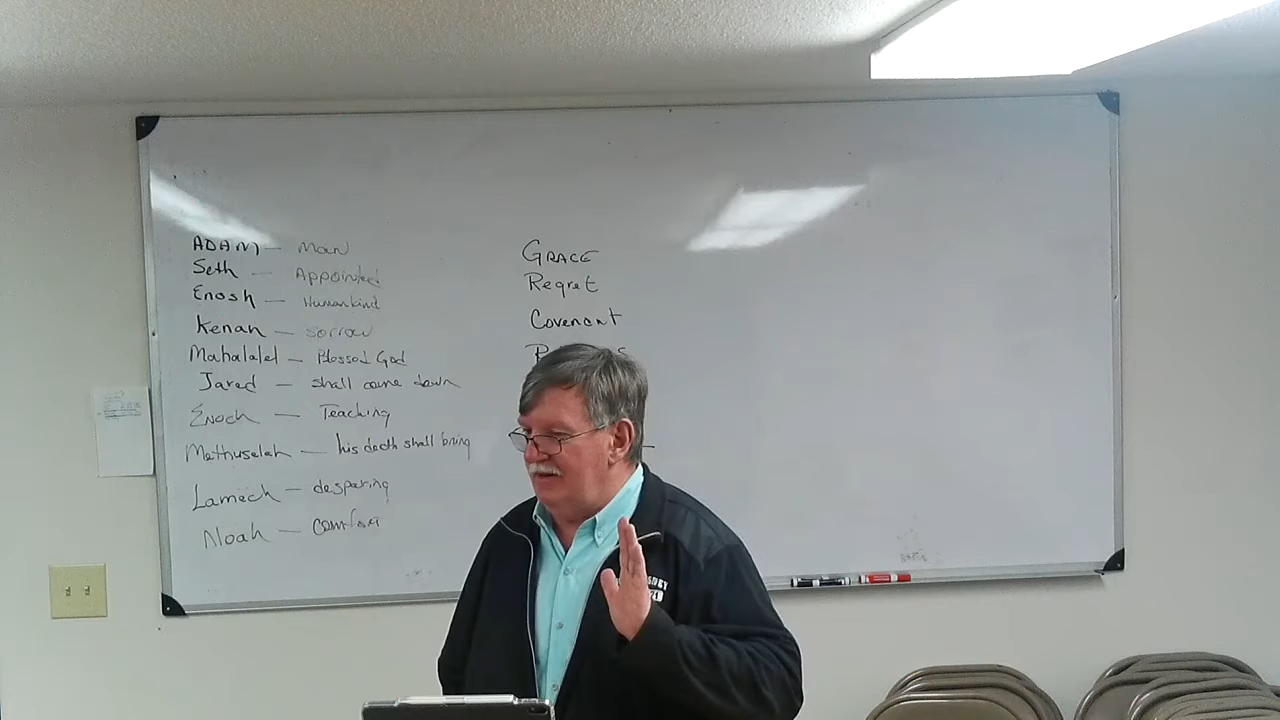 ADAM — Man
Seth — Appointed
Enosh — Humankind
Kenan — sorrow
Mahalalel — Blessed God
Jared — shall come down
Enoch — Teaching
Methuselah — his death shall bring
Lamech — desparing
Noah — comfort
GRACE
Regret
Covenant